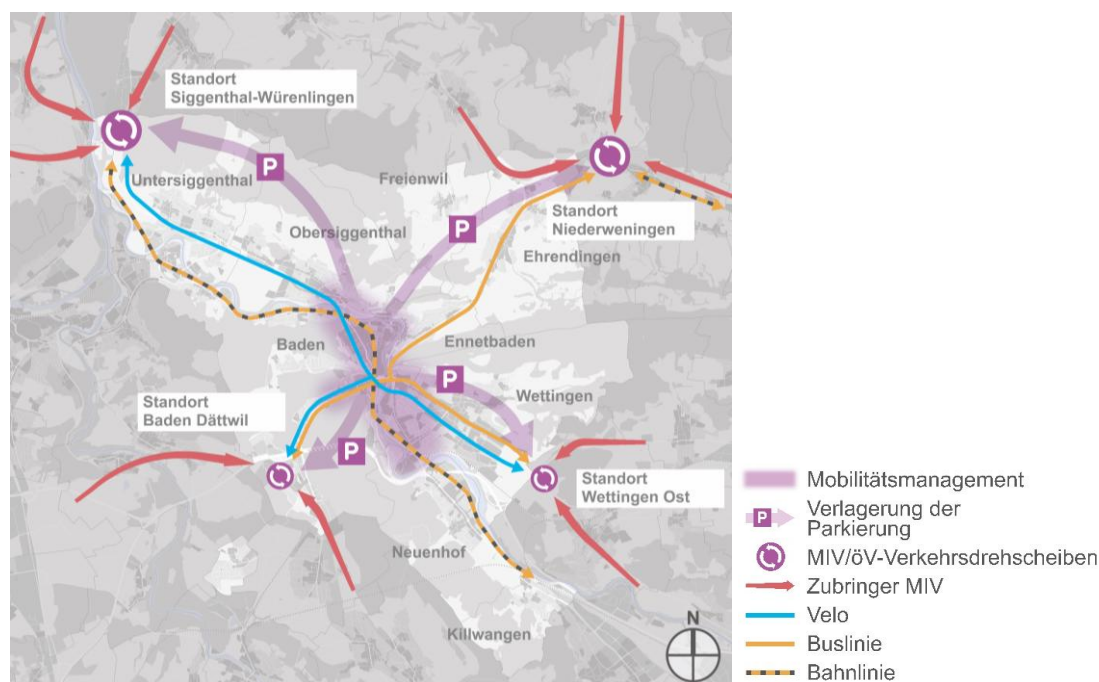 Standort
Siggenthal-Würenlingen
Untersiggenthal
P
Freienwil
Obersiggenthal
P
Standort
Niederweningen
Ehrendingen
Baden
Ennetbaden
P
Wettingen
Standort
Baden Dättwil
P
Standort
Wettingen Ost
Neuenhof
Killwangen
N
Mobilitätsmanagement
P
Verlagerung der
Parkierung
MIV/öV-Verkehrsdrehscheiben
Zubringer MIV
Velo
Buslinie
Bahnlinie